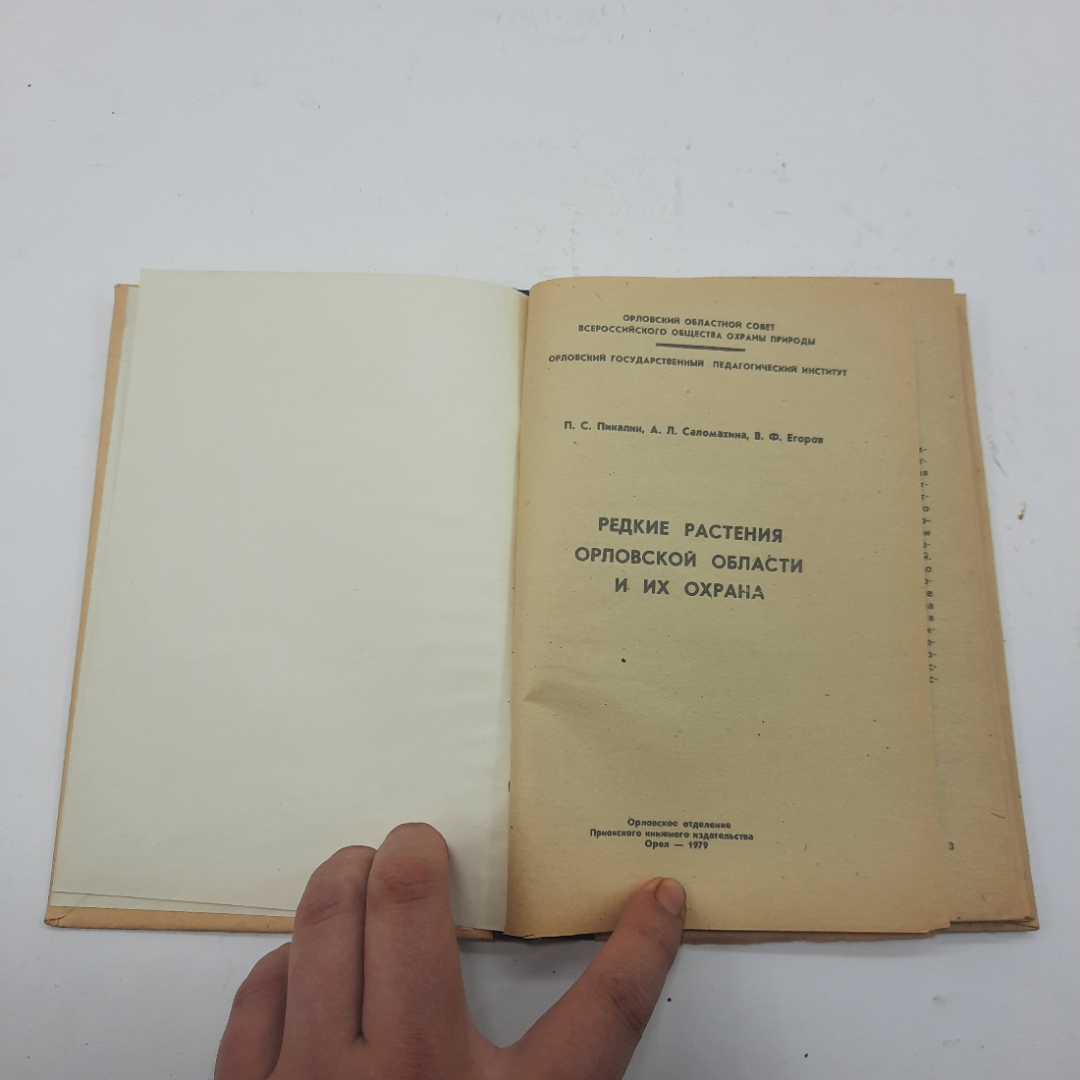 ОРЛОВСКИЙ ОБЛАСТНОЙ СОВЕТ
ВСЕРОССИЙСКОГО ОБЩЕСТВА ОХРАНЫ ПРИРОДЫ
ОРЛОВСКИЙ ГОСУДАРСТВЕННЫЙ ПЕДАГОГИЧЕСКИЙ ИНСТИТУТ
П. С. Пикалин, А. Л. Саломахина, В. Ф. Егоров
РЕДКИЕ РАСТЕНИЯ
ОРЛОВСКОЙ ОБЛАСТИ
И ИХ ОХРАНА
Орловское отделение
Приокского книжного издательства
Орел — 1979
3